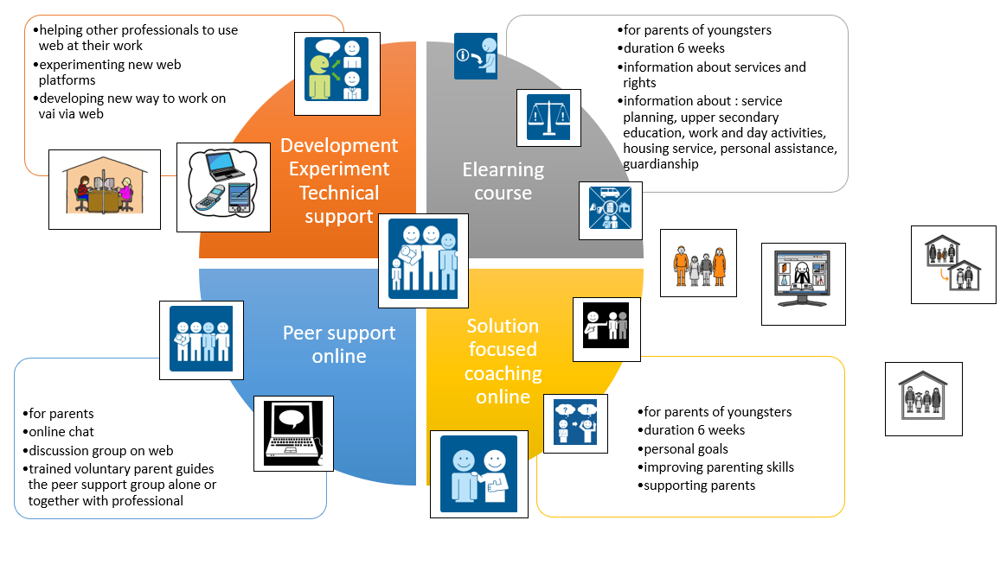 •helping other professionals to use
web at their work
•experimenting new web
platforms
•developing new way to work on
vai via web
Development
Experiment
Technical
support
•for parents of youngsters
•duration 6 weeks
•information about services and
rights
•information about : service
planning, upper secondary
education, work and day activities,
housing service, personal assistance,
guardianship
Elearning
course
Peer support
online
•for parents
•online chat
•discussion group on web
•trained voluntary parent guides
the peer support group alone or
together with professional
Solution
focused
coaching
online
•for parents of youngsters
•duration 6 weeks
•personal goals
•improving parenting skills
•supporting parents